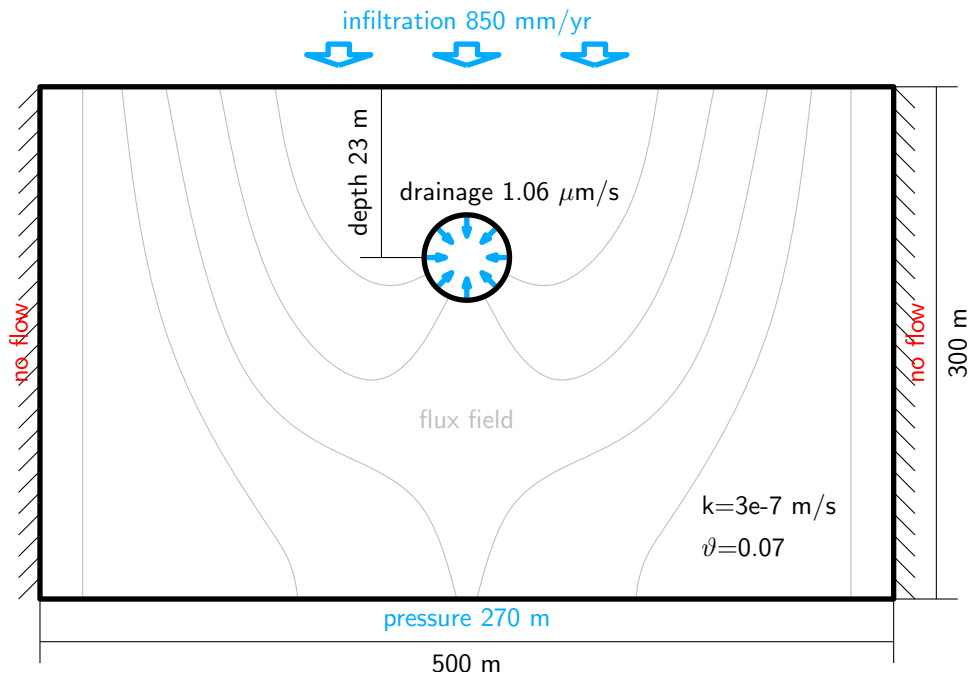 infiltration 850 mm/yr
depth 23 m
drainage 1.06 μm/s
no flow
no flow
300 m
flux field
k=3e-7 m/s
ϑ=0.07
pressure 270 m
500 m